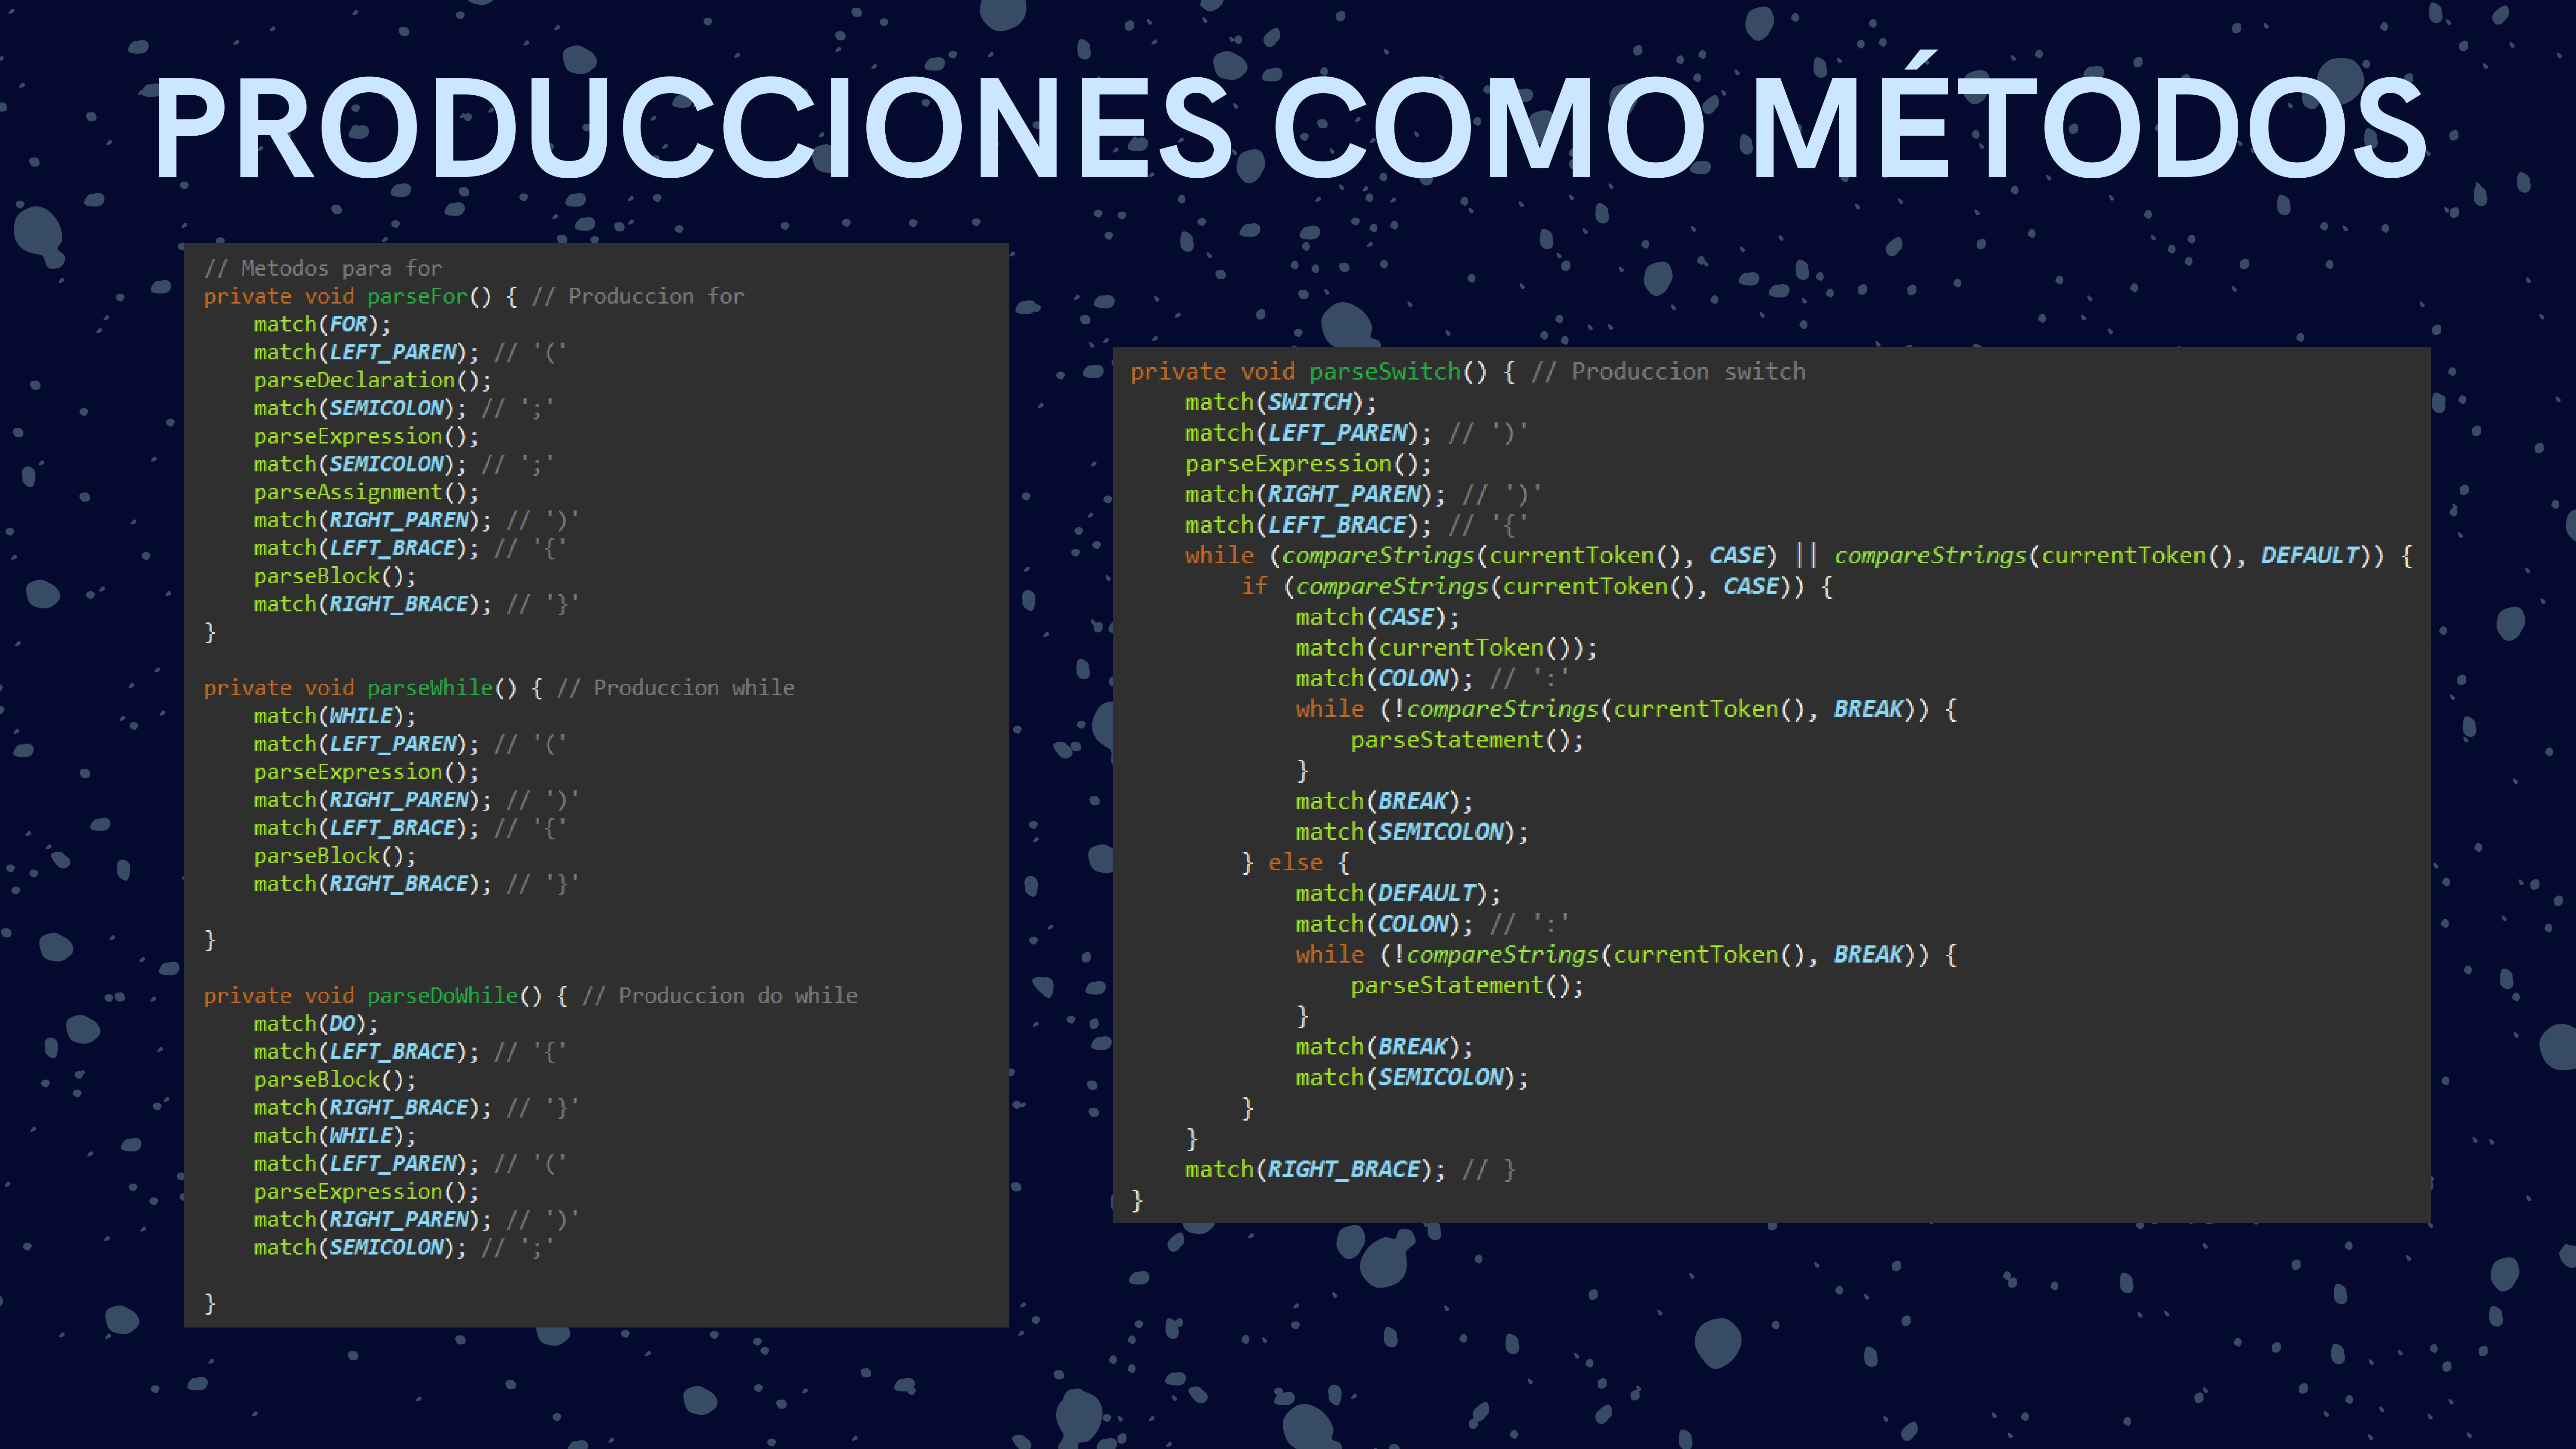 PRODUCCIONES COMO MÉTODOS
// Metodos para for
private void parseFor() { // Produccion for
match(FOR);
match(LEFT_PAREN); // '('
parseDeclaration();
match(SEMICOLON); // ';'
parseExpression();
match(SEMICOLON); // ';'
parseAssignment();
match(RIGHT_PAREN); // ')'
match(LEFT_BRACE); // '{'
parseBlock();
match(RIGHT_BRACE); // '}'
}
private void parseWhile() { // Produccion while
match(WHILE);
match(LEFT_PAREN); // '('
parseExpression();
match(RIGHT_PAREN); // ')'
match(LEFT_BRACE); // '{'
parseBlock();
match(RIGHT_BRACE); // '}'
}
private void parseDoWhile() { // Produccion do while
match(DO);
match(LEFT_BRACE); // '{'
parseBlock();
match(RIGHT_BRACE); // '}'
match(WHILE);
match(LEFT_PAREN); // '('
parseExpression();
match(RIGHT_PAREN); // ')'
match(SEMICOLON); // ';'
}
private void parseSwitch() { // Produccion switch
match(SWITCH);
match(LEFT_PAREN); // ')'
parseExpression();
match(RIGHT_PAREN); // ')'
match(LEFT_BRACE); // '{'
while (compareStrings(currentToken(), CASE) || compareStrings(currentToken(), DEFAULT)) {
if (compareStrings(currentToken(), CASE)) {
match(CASE);
match(currentToken());
match(COLON); // ':'
while (!compareStrings(currentToken(), BREAK)) {
parseStatement();
}
match(BREAK);
match(SEMICOLON);
} else {
match(DEFAULT);
match(COLON); // ':'
while (!compareStrings(currentToken(), BREAK)) {
parseStatement();
}
match(BREAK);
match(SEMICOLON);
}
}
match(RIGHT_BRACE); // }
}